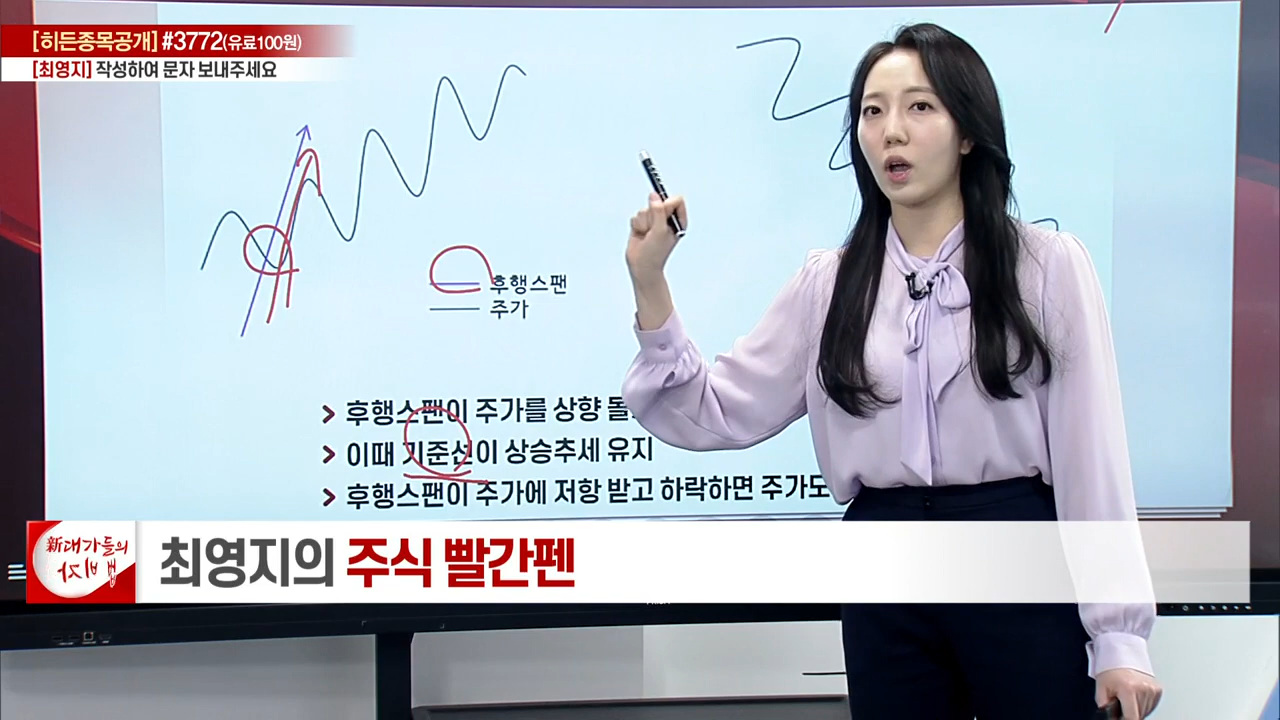 [히든종목공개] #3772(유료100원)
[최영지] 작성하여 문자 보내주세요
후행스팬
주가
후행스팬이 주가를 상향
이때 기준선이 상승추세 유지
후행스팬이 주가에 저항 받고 하락하면 주가도
新대가들의
최영지의 주식 빨간펜